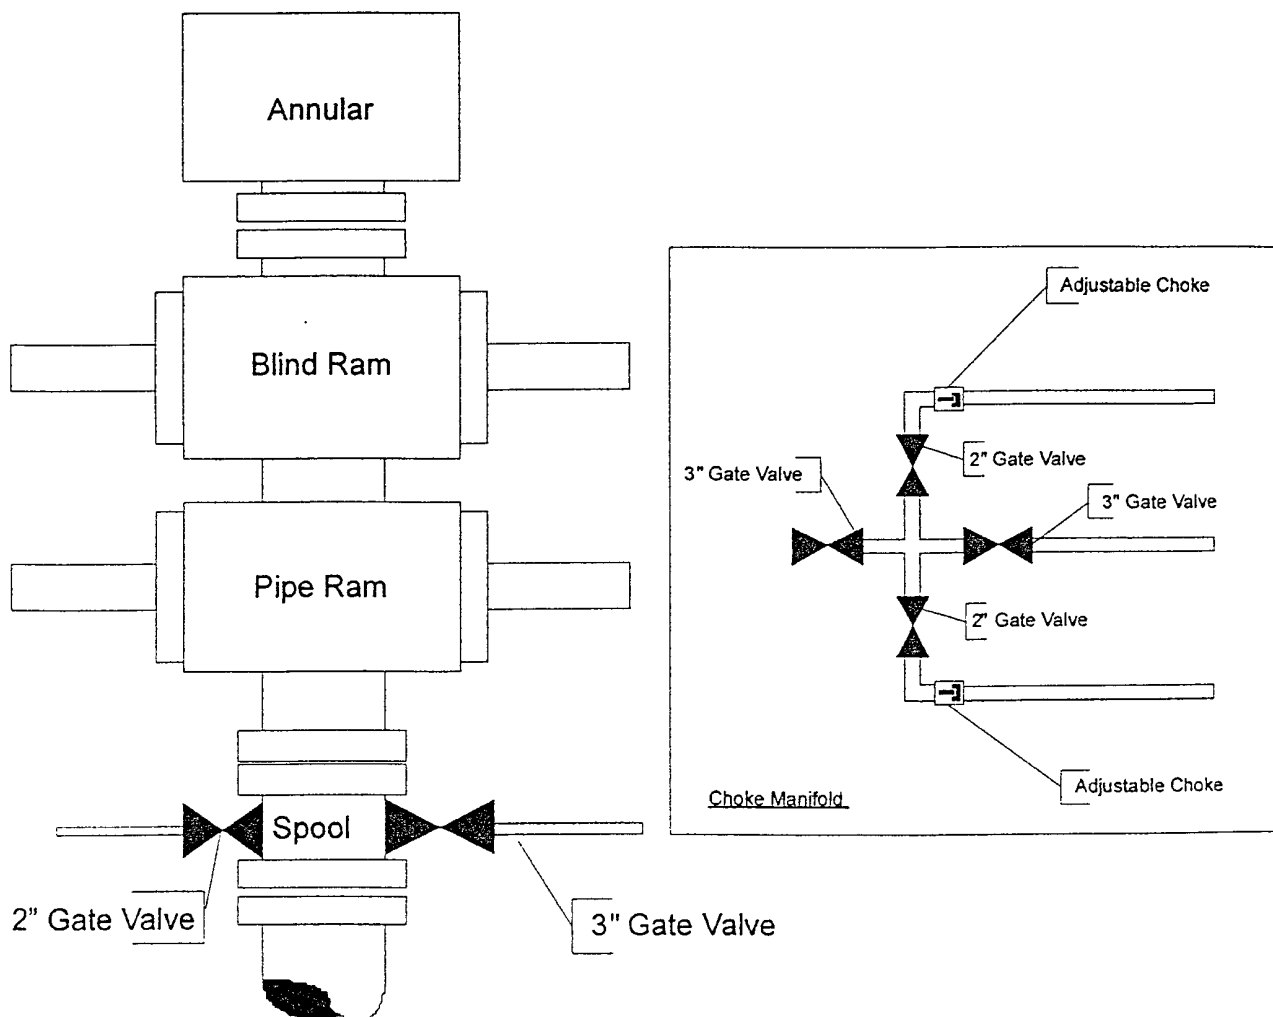 Annular
Blind Ram
Pipe Ram
Spool
2" Gate Valve
3" Gate Valve
Adjustable Choke
2" Gate Valve
3" Gate Valve
3" Gate Valve
2" Gate Valve
Adjustable Choke
Choke Manifold